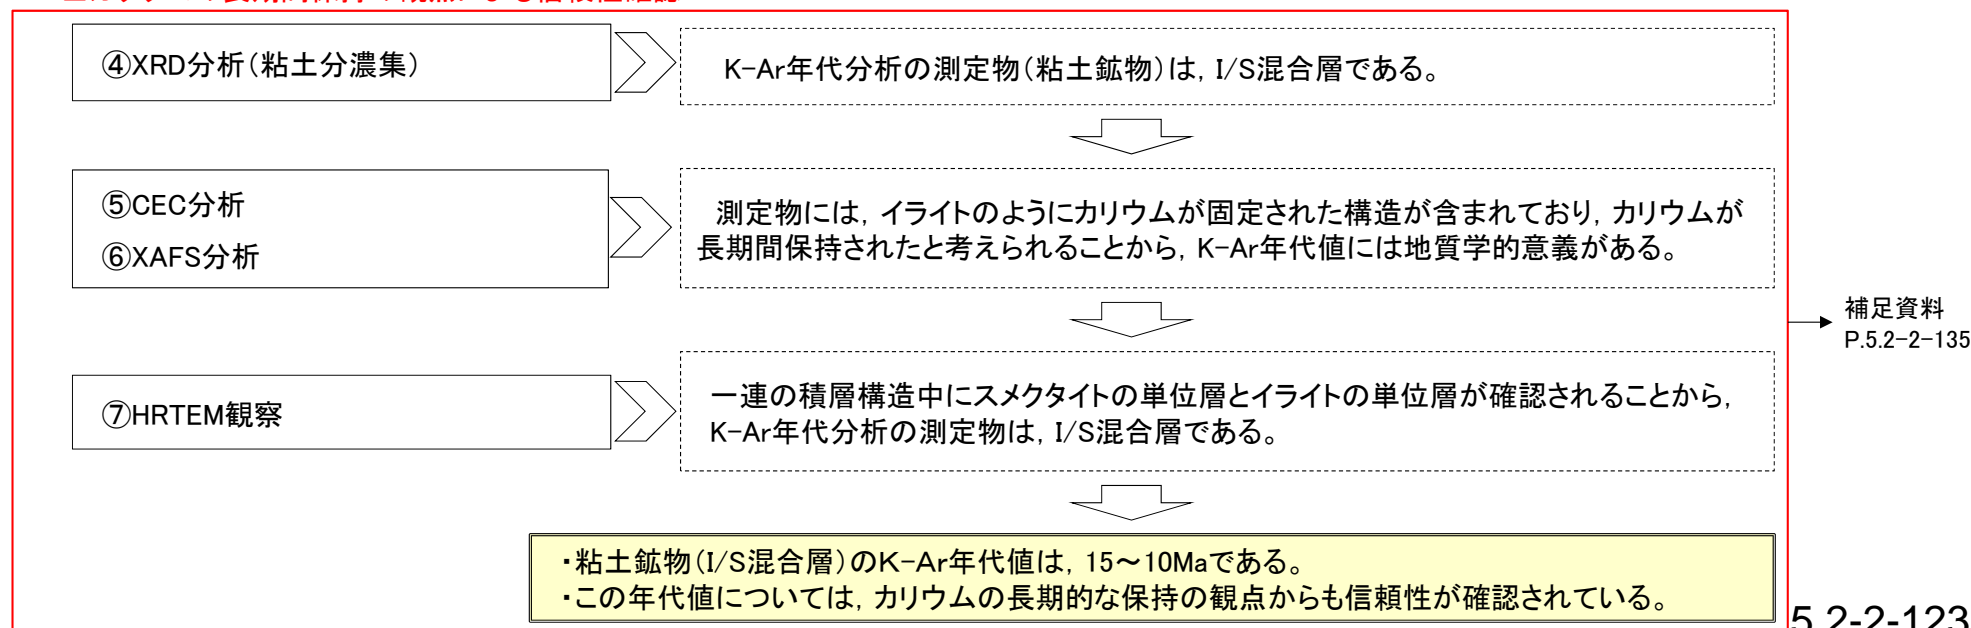 ④XRD分析（粘土分濃集）
K-Ar年代分析の測定物（粘土鉱物）は，I/S混合層である。
⑤CEC分析
⑥XAFS分析
測定物には，イライトのようにカリウムが固定された構造が含まれており，カリウムが
長期間保持されたと考えられることから，K-Ar年代値には地質学的意義がある。
補足資料
P.5.2-2-135
⑦HRTEM観察
一連の積層構造中にスメクタイトの単位層とイライトの単位層が確認されることから，
K-Ar年代分析の測定物は，I/S混合層である。
・粘土鉱物（I/S混合層）のK-Ar年代値は，15～10Maである。
・この年代値については，カリウムの長期的な保持の観点からも信頼性が確認されている。
5.2-2-123